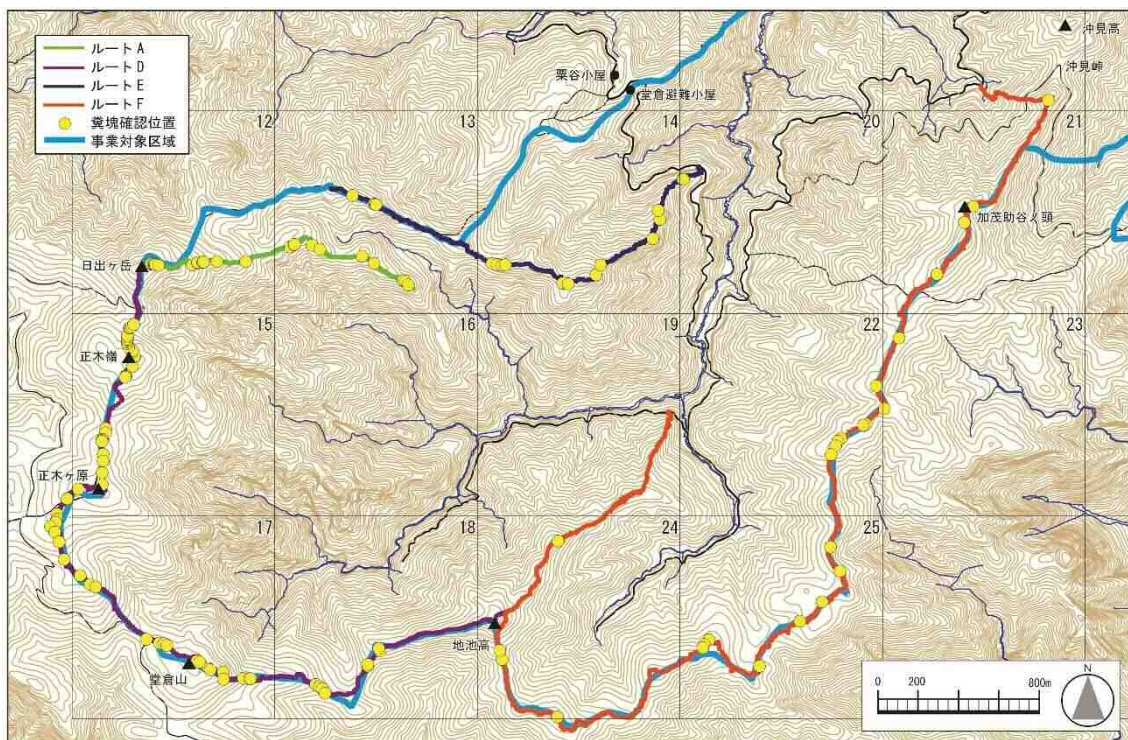 ルートA
ルートD
ルートE
ルートF
糞塊確認位置
事業対象区域
沖見高
沖見峠
粟谷小屋
堂倉避難小屋
12
13
14
20
21
加茂助谷ノ頭
日出ヶ岳
15
16
19
22
23
正木嶺
正木ヶ原
17
18
24
25
地池高
堂倉山
0 200 800m
N